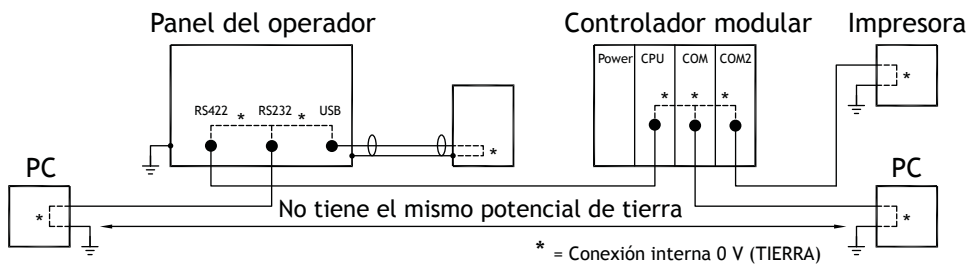 Panel del operador
Controlador modular
Impresora
Power CPU COM COM2
*
* * *
RS422 * RS232 * USB
*
PC
PC
*
*
No tiene el mismo potencial de tierra
* = Conexión interna 0 V (TIERRA)